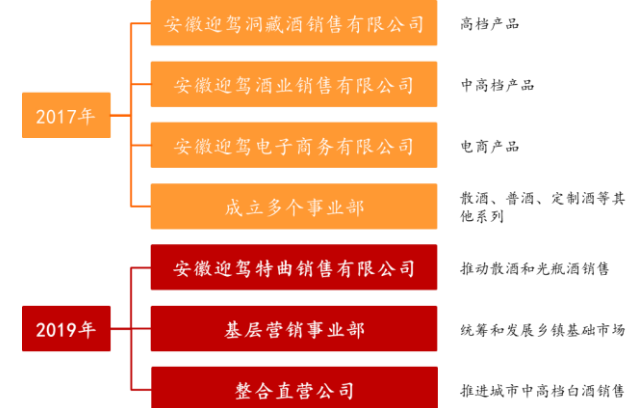 安徽迎驾洞藏酒销售有限公司
高档产品
安徽迎驾酒业销售有限公司
中高档产品
2017年
安徽迎驾电子商务有限公司
电商产品
成立多个事业部
散酒、普酒、定制酒等其
他系列
安徽迎驾特曲销售有限公司
推动散酒和光瓶酒销售
2019年
基层营销事业部
统筹和发展乡镇基础市场
整合直营公司
推进城市中高档白酒销售